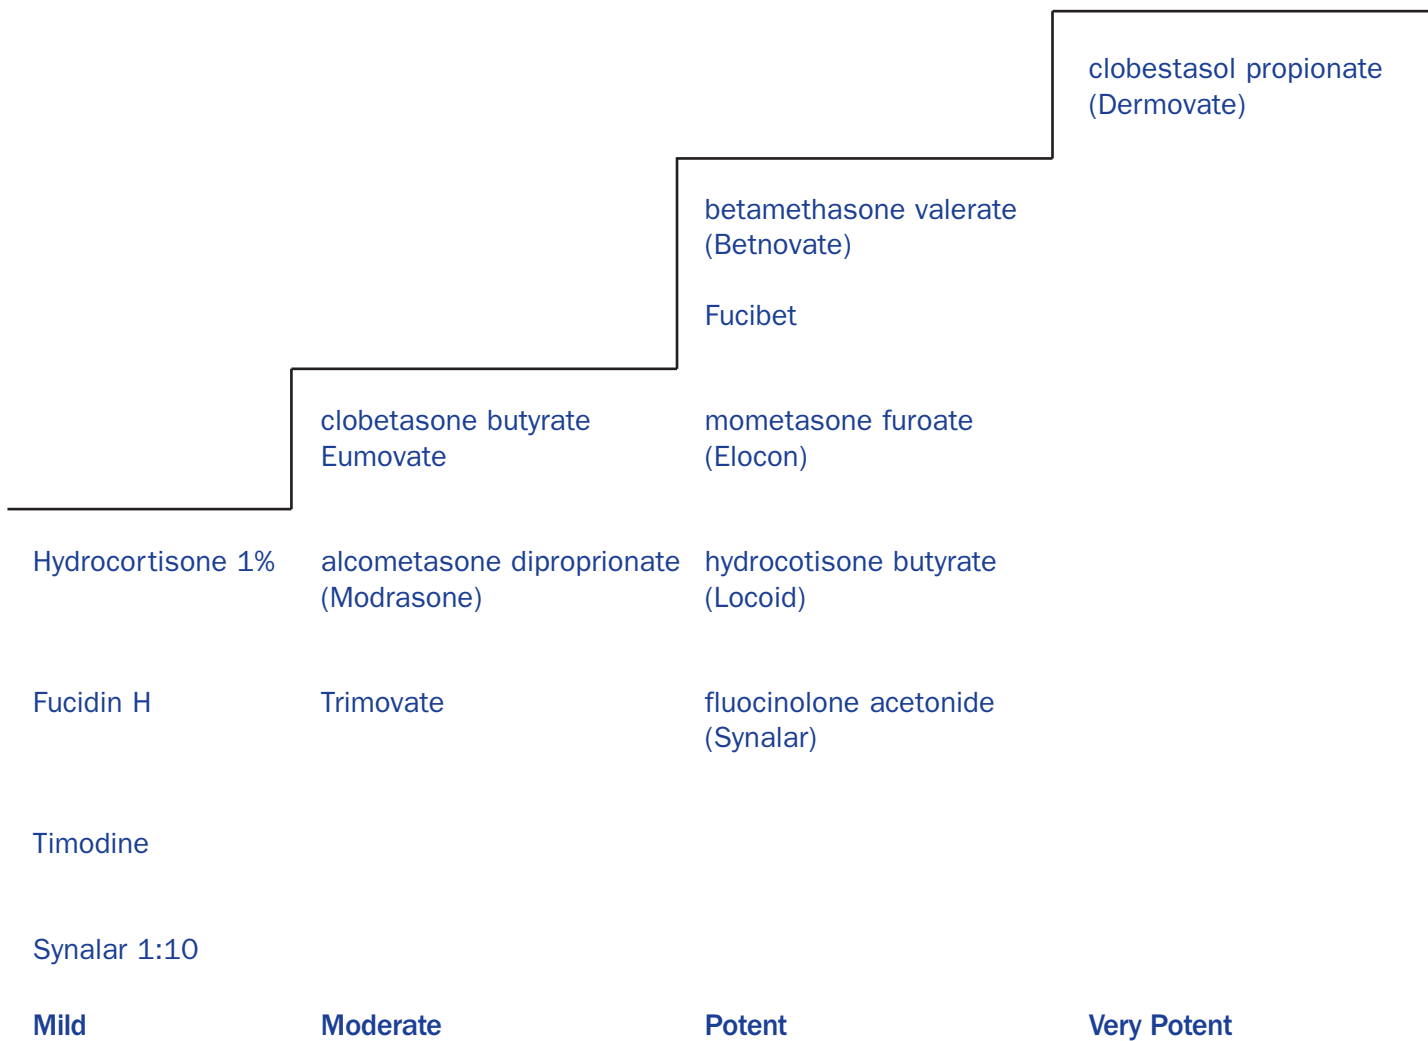 clobestasol propionate
(Dermovate)
betamethasone valerate
(Betnovate)
Fucibet
clobetasone butyrate
Eumovate
mometasone furoate
(Elocon)
Hydrocortisone 1%
alcometasone diproprionate
(Modrasone)
hydrocotisone butyrate
(Locoid)
Fucidin H
Trimovate
fluocinolone acetonide
(Synalar)
Timodine
Synalar 1:10
Mild
Moderate
Potent
Very Potent